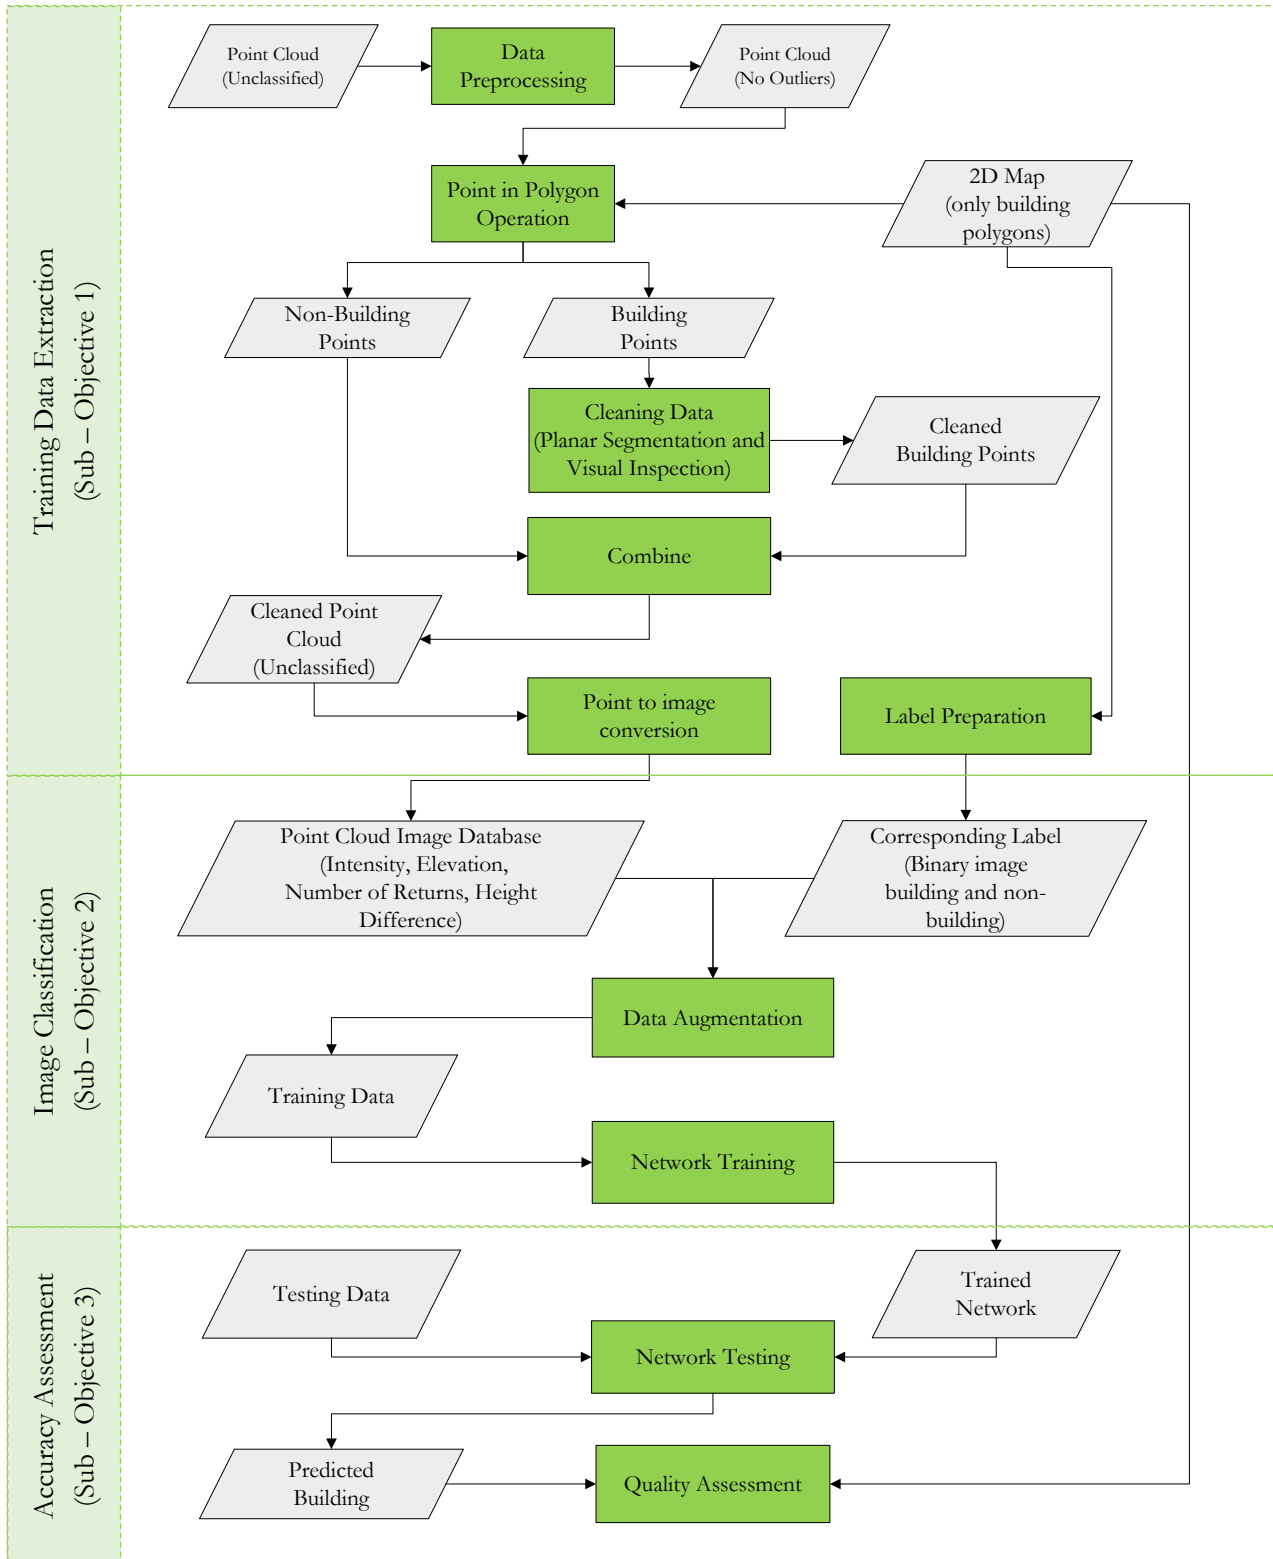 Training Data Extraction
(Sub – Objective 1)
Point Cloud
(Unclassified)
Data
Preprocessing
Point Cloud
(No Outliers)
Point in Polygon
Operation
2D Map
(only building
polygons)
Non-Building
Points
Building
Points
Cleaning Data
(Planar Segmentation and
Visual Inspection)
Cleaned
Building Points
Combine
Cleaned Point
Cloud
(Unclassified)
Point to image
conversion
Label Preparation
Image Classification
(Sub – Objective 2)
Point Cloud Image Database
(Intensity, Elevation,
Number of Returns, Height
Difference)
Corresponding Label
(Binary image
building and non-
building)
Data Augmentation
Training Data
Network Training
Accuracy Assessment
(Sub – Objective 3)
Testing Data
Trained
Network
Network Testing
Predicted
Building
Quality Assessment